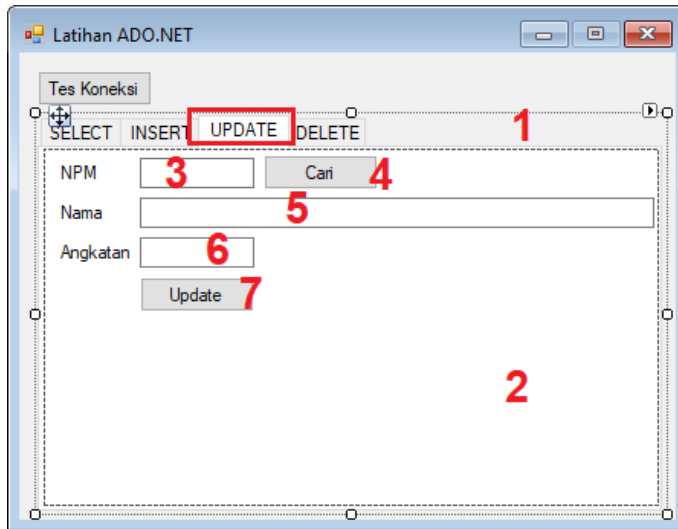 Latihan ADO.NET
Tes Koneksi
1
SELECT INSERT UPDATE DELETE
NPM 3 Cari 4
Nama 5
Angkatan 6
Update 7
2